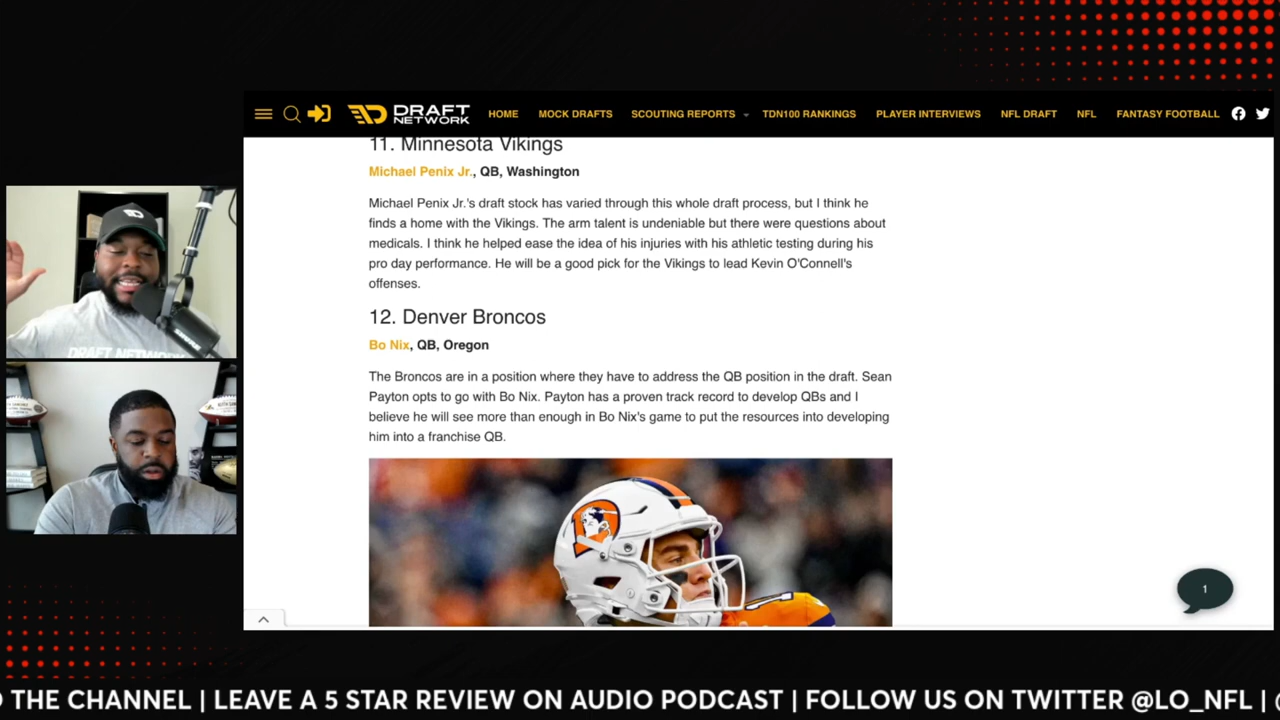 DRAFT
NETWORK
HOME
MOCK DRAFTS
SCOUTING REPORTS
TDN100 RANKINGS
PLAYER INTERVIEWS
NFL DRAFT
NFL
FANTASY FOOTBALL
11. Minnesota Vikings
Michael Penix Jr., QB, Washington
Michael Penix Jr.'s draft stock has varied through this whole draft process, but I think he
finds a home with the Vikings. The arm talent is undeniable but there were questions about
medicals. I think he helped ease the idea of his injuries with his athletic testing during his
pro day performance. He will be a good pick for the Vikings to lead Kevin O'Connell's
offenses.
12. Denver Broncos
Bo Nix, QB, Oregon
The Broncos are in a position where they have to address the QB position in the draft. Sean
Payton opts to go with Bo Nix. Payton has a proven track record to develop QBs and I
believe he will see more than enough in Bo Nix's game to put the resources into developing
him into a franchise QB.
1
DRAFT NETWORK
SHURE
O THE CHANNEL | LEAVE A 5 STAR REVIEW ON AUDIO PODCAST | FOLLOW US ON TWITTER @LO_NFL | (